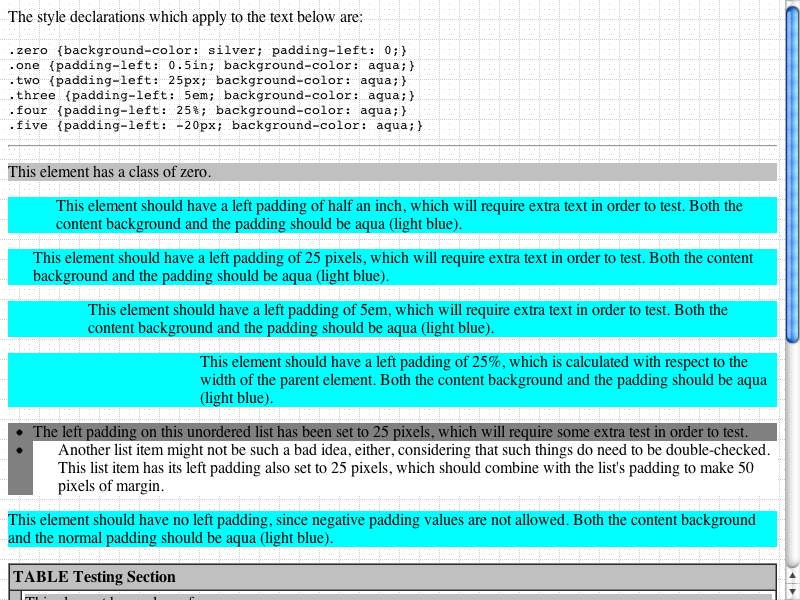 The style declarations which apply to the text below are:
.zero {background-color: silver; padding-left: 0;}
.one {padding-left: 0.5in; background-color: aqua;}
.two {padding-left: 25px; background-color: aqua;}
.three {padding-left: 5em; background-color: aqua;}
.four {padding-left: 25%; background-color: aqua;}
.five {padding-left: -20px; background-color: aqua;}
This element has a class of zero.
This element should have a left padding of half an inch, which will require extra text in order to test. Both the
content background and the padding should be aqua (light blue).
This element should have a left padding of 25 pixels, which will require extra text in order to test. Both the content
background and the padding should be aqua (light blue).
This element should have a left padding of 5em, which will require extra text in order to test. Both the
content background and the padding should be aqua (light blue).
This element should have a left padding of 25%, which is calculated with respect to the
width of the parent element. Both the content background and the padding should be aqua
(light blue).
• The left padding on this unordered list has been set to 25 pixels, which will require some extra test in order to test.
• Another list item might not be such a bad idea, either, considering that such things do need to be double-checked.
This list item has its left padding also set to 25 pixels, which should combine with the list's padding to make 50
pixels of margin.
This element should have no left padding, since negative padding values are not allowed. Both the content background
and the normal padding should be aqua (light blue).
TABLE Testing Section